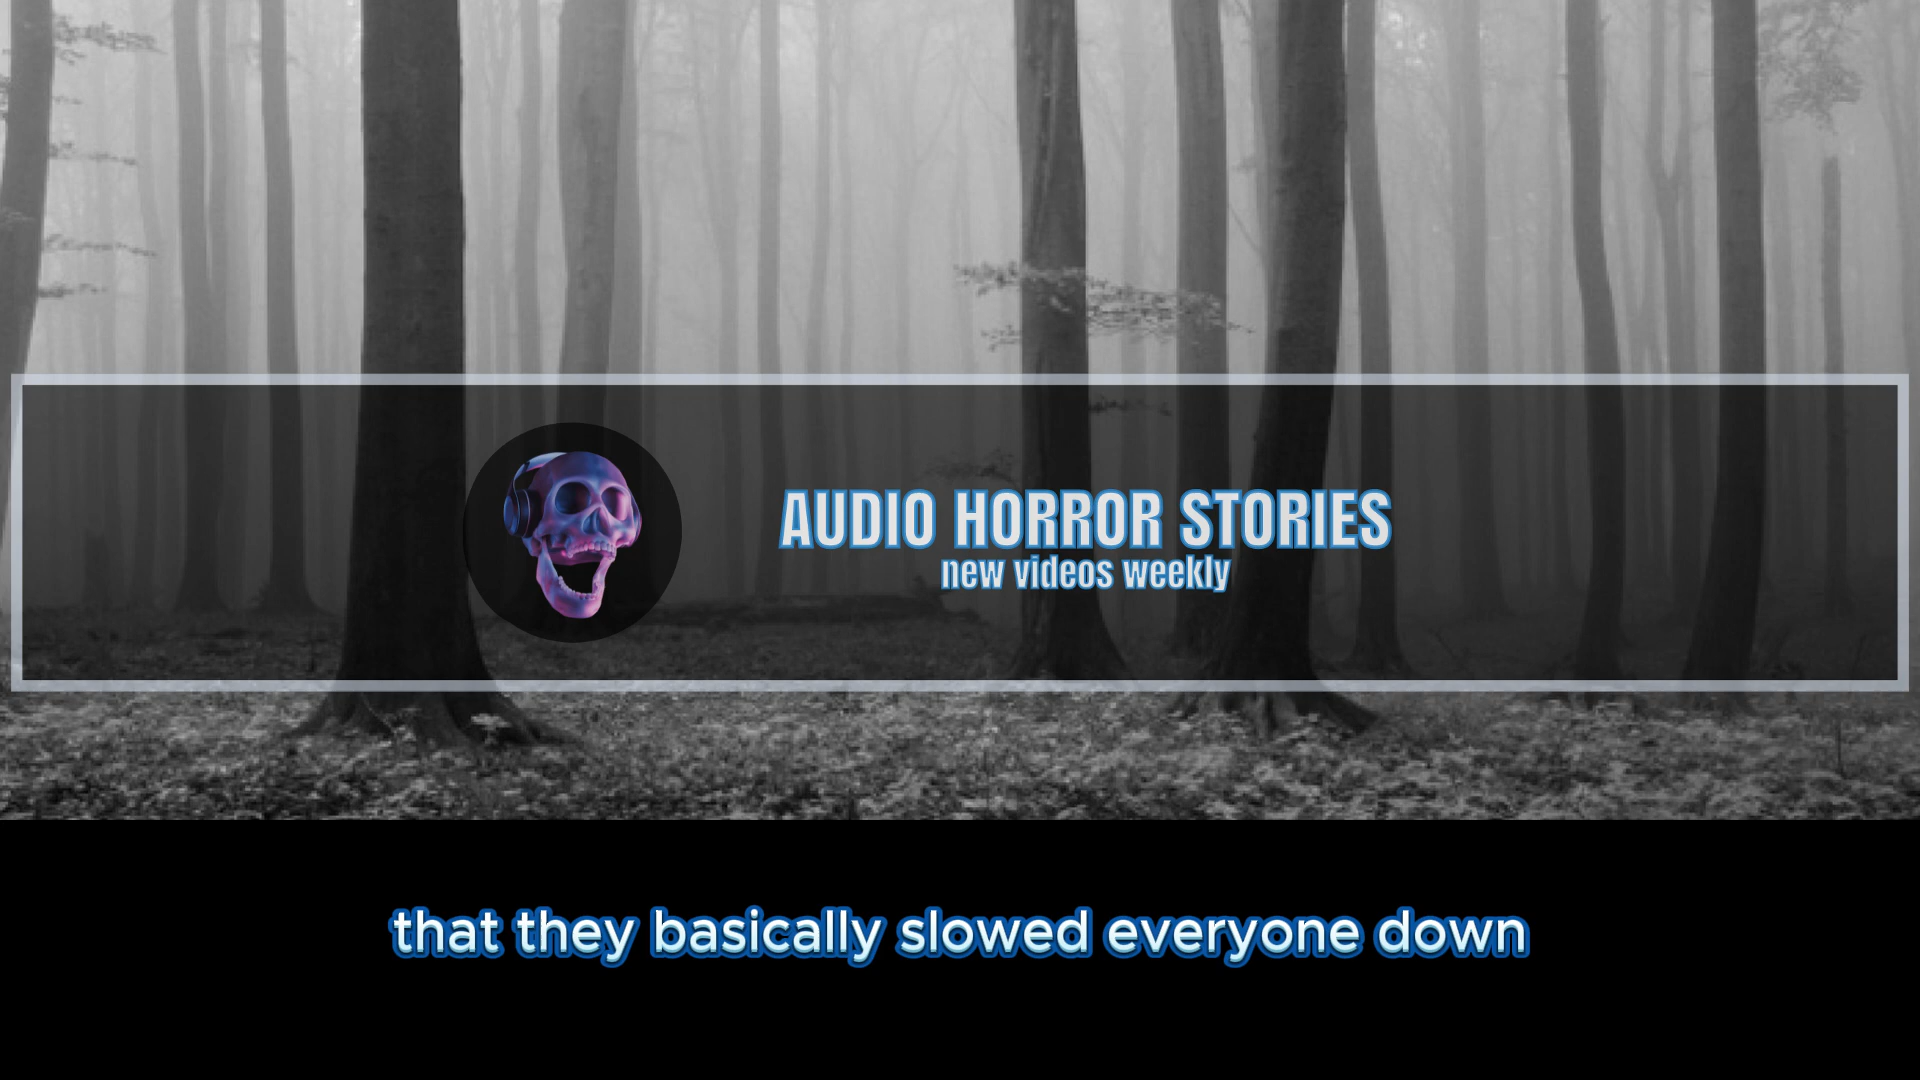 AUDIO HORROR STORIES
new videos weekly
that they basically slowed everyone down